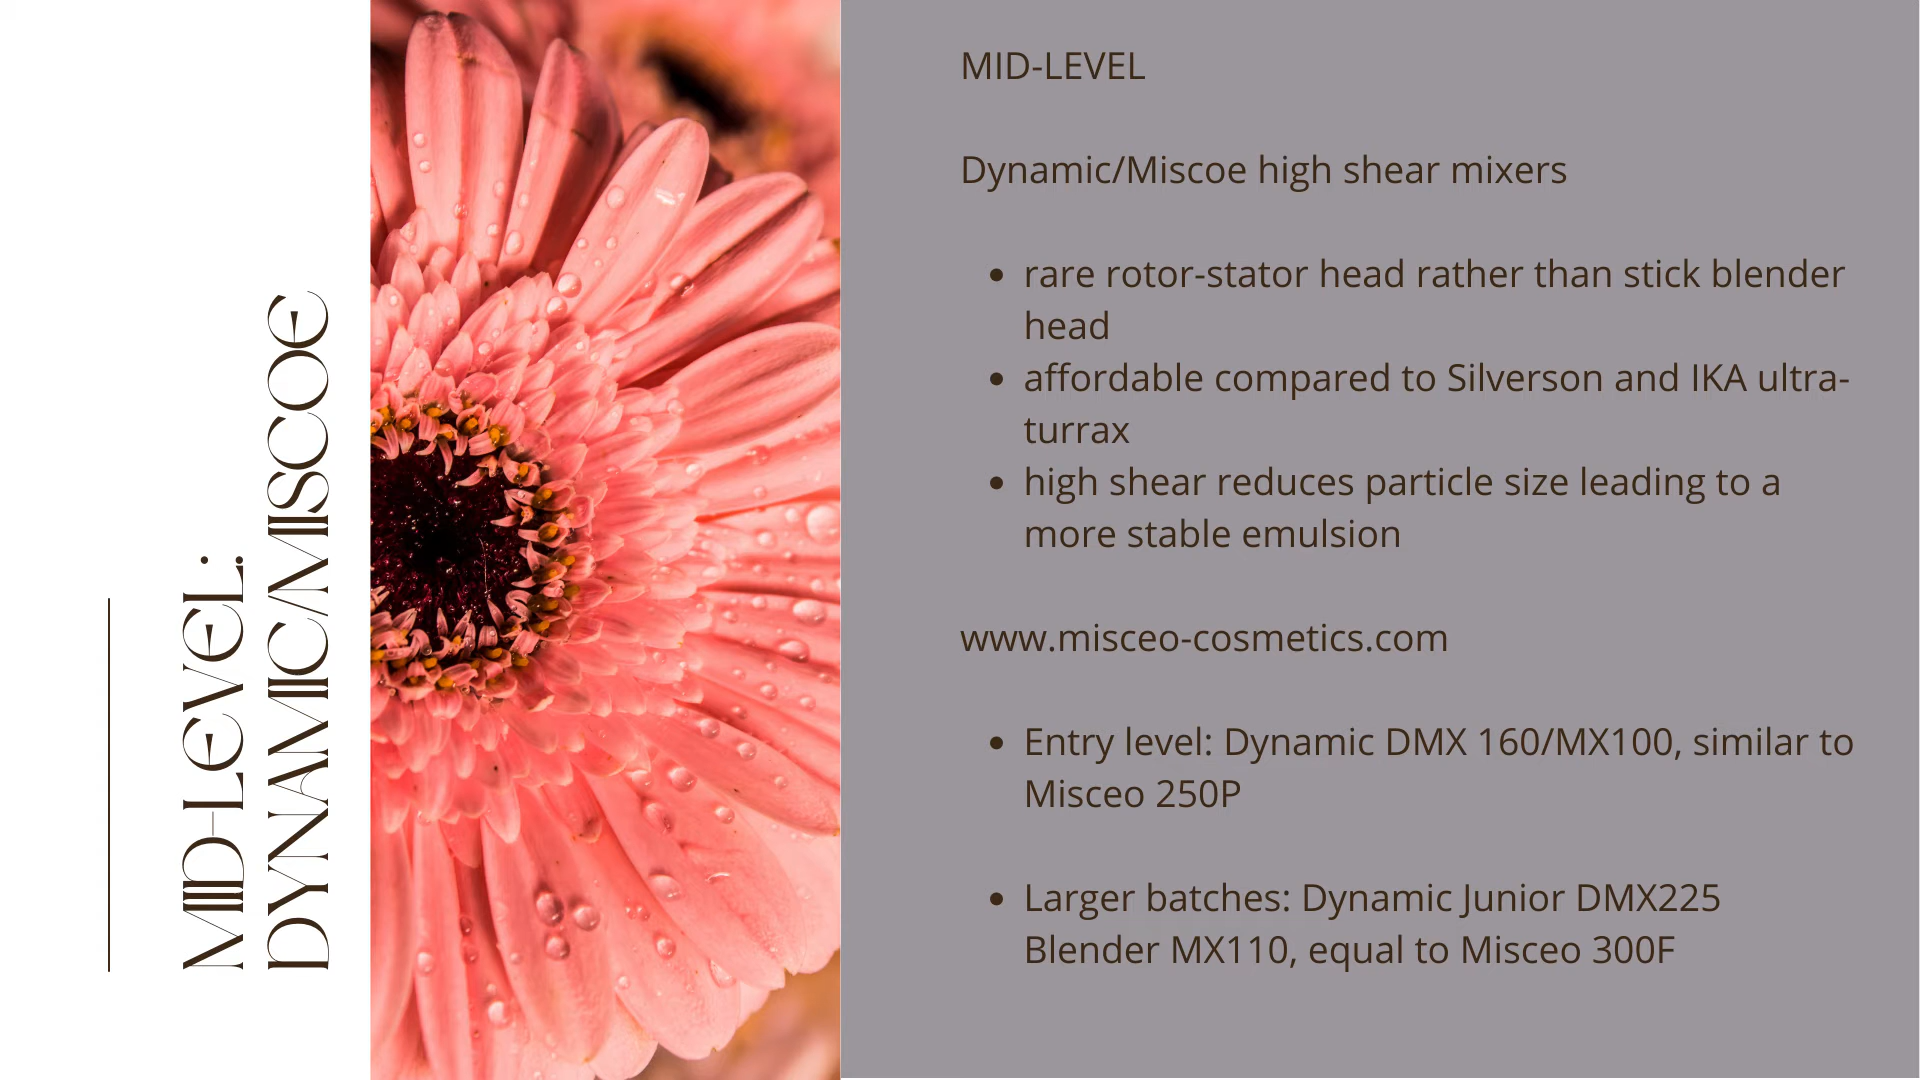 MID-LEVEL:
DYNAMIC/MISCOE
MID-LEVEL
Dynamic/Miscoe high shear mixers
• rare rotor-stator head rather than stick blender
head
• affordable compared to Silverson and IKA ultra-
turrax
• high shear reduces particle size leading to a
more stable emulsion
www.misceo-cosmetics.com
• Entry level: Dynamic DMX 160/MX100, similar to
Misceo 250P
• Larger batches: Dynamic Junior DMX225
Blender MX110, equal to Misceo 300F